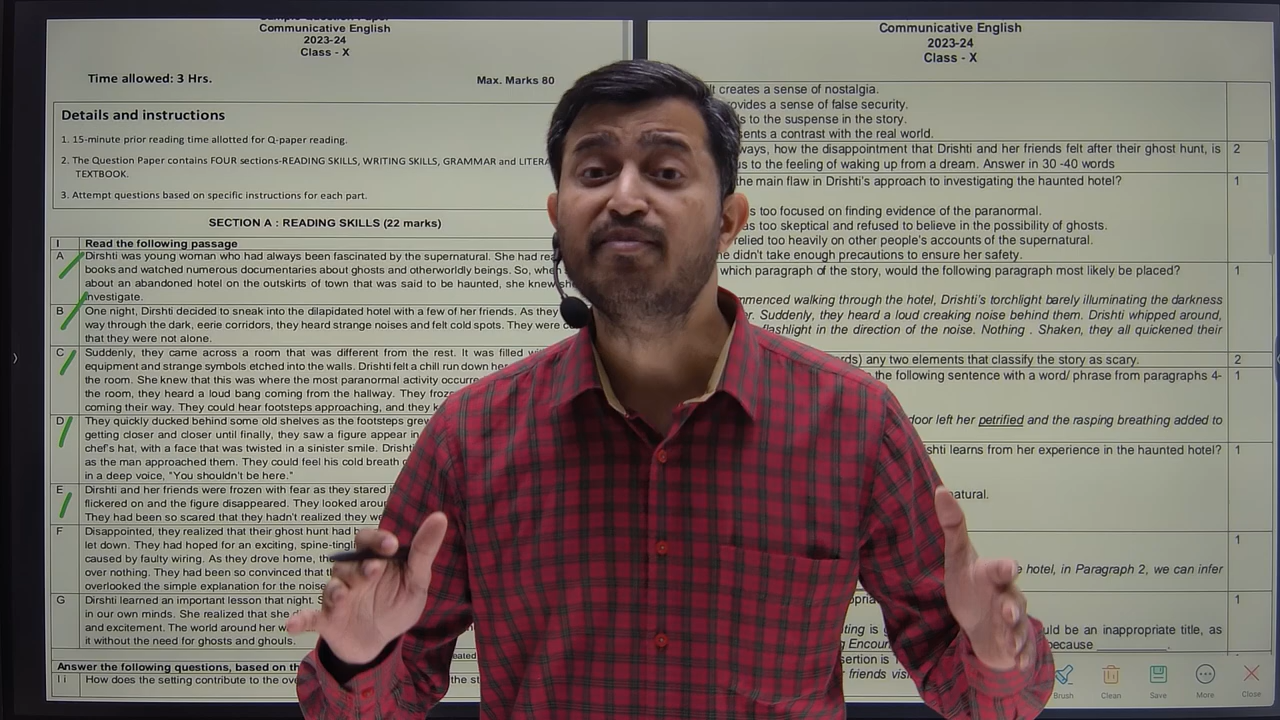 Sample Question Paper
Communicative English
2023-24
Class - X
Time allowed: 3 Hrs.
Max. Marks 80
Details and instructions
1. 15-minute prior reading time allotted for Q-paper reading.
2. The Question Paper contains FOUR sections-READING SKILLS, WRITING SKILLS, GRAMMAR and
TEXTBOOK.
3. Attempt questions based on specific instructions for each part.
SECTION A : READING SKILLS (22 marks)
I Read the following passage
A Dirshti was young woman who had always been fascinated by the supernatural. She had
books and watched numerous documentaries about ghosts and otherworldly beings. So,
about an abandoned hotel on the outskirts of town that was said to be haunted, she knew
investigate.
B One night, Dirshti decided to sneak into the dilapidated hotel with a few of her friends. As they
way through the dark, eerie corridors, they heard strange noises and felt cold spots. They were
that they were not alone.
C Suddenly, they came across a room that was different from the rest. It was filled
equipment and strange symbols etched into the walls. Dirshti felt a chill run down her
the room. She knew that this was where the most paranormal activity
the room, they heard a loud bang coming from the hallway. They
coming their way. They could hear footsteps approaching, and they
D They quickly ducked behind some old shelves as the footsteps
getting closer and closer until finally, they saw a figure appear in
chef's hat, with a face that was twisted in a sinister smile.
as the man approached them. They could feel his cold breath
in a deep voice, "You shouldn't be here."
E Dirshti and her friends were frozen with fear as they stared
flickered on and the figure disappeared. They looked
They had been so scared that they hadn't realized they
F Disappointed, they realized that their ghost hunt had
let down. They had hoped for an exciting,
caused by faulty wiring. As they drove home,
over nothing. They had been so convinced that
overlooked the simple explanation for the
G Dirshti learned an important lesson that night.
in our own minds. She realized that she
and excitement. The world around her
it without the need for ghosts and ghouls.
Answer the following questions, based on the
I i How does the setting contribute to the
Communicative English
2023-24
Class - X
It creates a sense of nostalgia.
provides a sense of false security.
to the suspense in the story.
a contrast with the real world.
how the disappointment that Drishti and her friends felt after their ghost hunt, is 2
to the feeling of waking up from a dream. Answer in 30 -40 words
the main flaw in Drishti's approach to investigating the haunted hotel? 1
too focused on finding evidence of the paranormal.
too skeptical and refused to believe in the possibility of ghosts.
relied too heavily on other people's accounts of the supernatural.
didn't take enough precautions to ensure her safety.
which paragraph of the story, would the following paragraph most likely be placed? 1
walking through the hotel, Drishti's torchlight barely illuminating the darkness
Suddenly, they heard a loud creaking noise behind them. Drishti whipped around,
flashlight in the direction of the noise. Nothing . Shaken, they all quickened their
any two elements that classify the story as scary. 2
the following sentence with a word/ phrase from paragraphs 4- 1
door left her petrified and the rasping breathing added to
learns from her experience in the haunted hotel? 1
1
hotel, in Paragraph 2, we can infer
1
is
be an inappropriate title, as
because
Brush
Clean
Save
More
Close